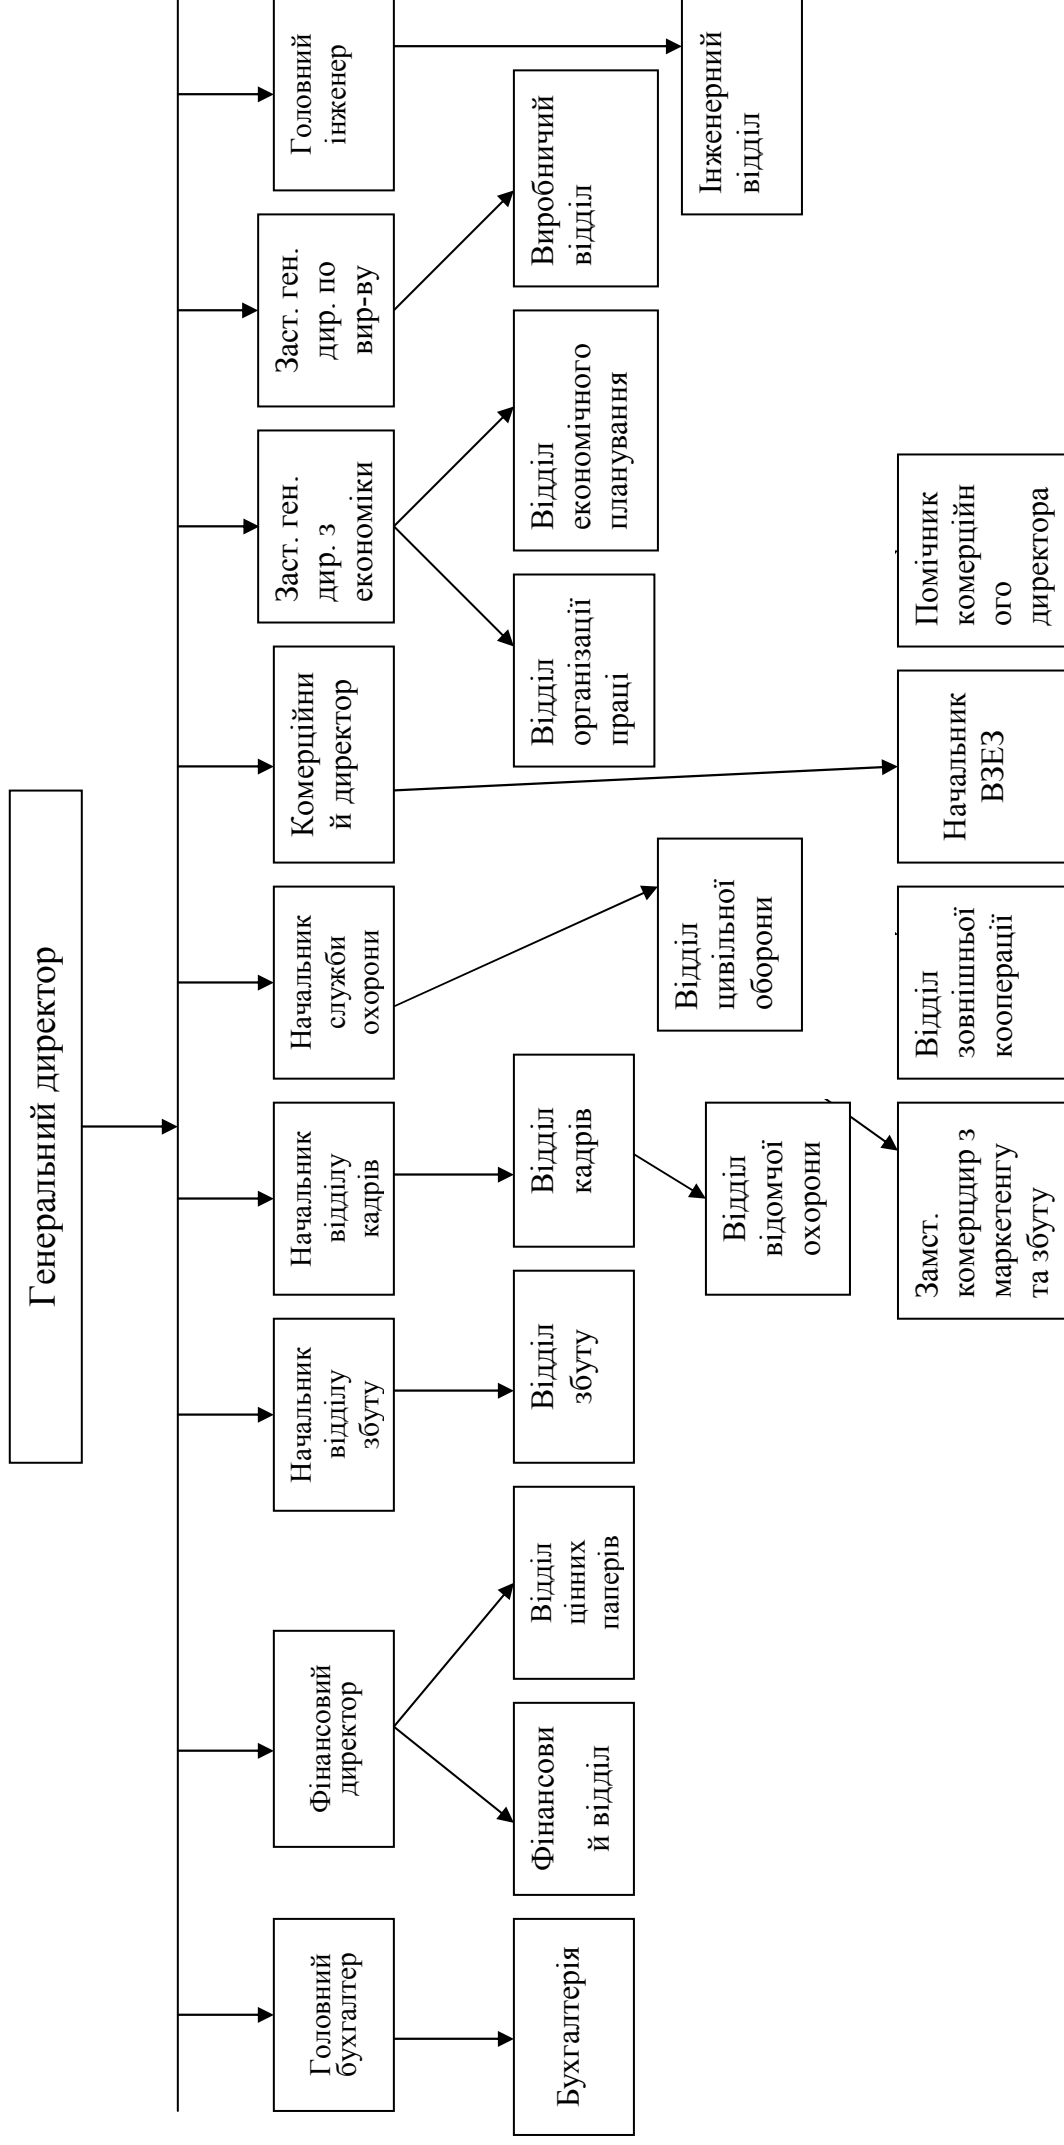 Генеральний директор
Головний
бухгалтер
Фінансовий
директор
Начальник
відділу
збуту
Начальник
відділу
кадрів
Начальник
служби
охорони
Комерційни
й директор
Заст. ген.
дир. з
економіки
Заст. ген.
дир. по
вир-ву
Головний
інженер
Бухгалтерія
Фінансови
й відділ
Відділ
цінних
паперів
Відділ
збуту
Відділ
кадрів
Відділ
організації
праці
Відділ
економічного
планування
Виробничий
відділ
Відділ
цивільної
оборони
Інженерний
відділ
Відділ
відомчої
охорони
Замст.
комерцдир з
маркетенгу
та збуту
Відділ
зовнішньої
кооперації
Начальник
ВЗЕЗ
Помічник
комерційн
ого
директора